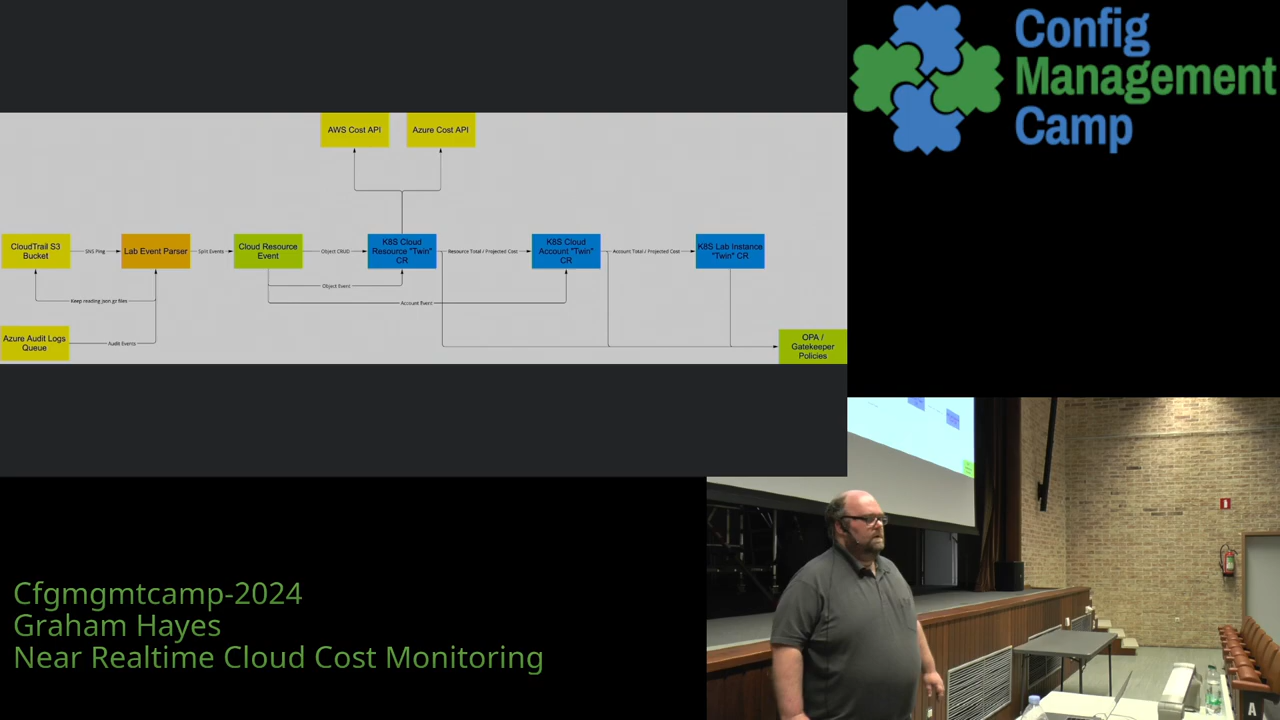 Config
Management
Camp
AWS Cost API
Azure Cost API
CloudTrail S3
Bucket
SNS Ping
Lab Event Parser
Split Events
Cloud Resource
Event
Object CRUD
K8S Cloud
Resource "Twin"
CR
Resource Total / Projected Cost
K8S Cloud
Account "Twin"
CR
Account Total / Projected Cost
K8S Lab Instance
"Twin" CR
Object Event
Keep reading json.gz files
Account Event
Azure Audit Logs
Queue
Audit Events
OPA /
Gatekeeper
Policies
Cfgmgmtcamp-2024
Graham Hayes
Near Realtime Cloud Cost Monitoring
A